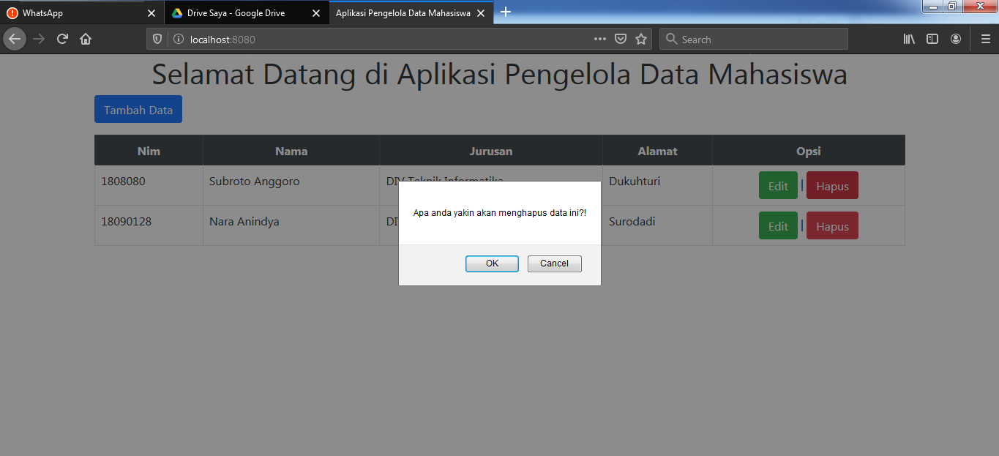 WhatsApp
Drive Saya - Google Drive
Aplikasi Pengelola Data Mahasiswa
localhost:8080
Search
Selamat Datang di Aplikasi Pengelola Data Mahasiswa
Tambah Data
Nim Nama Jurusan Alamat Opsi
1808080 Subroto Anggoro DIV Teknik Informatika Dukuhturi Edit | Hapus
18090128 Nara Anindya Surodadi Edit | Hapus
Apa anda yakin akan menghapus data ini?!
OK Cancel